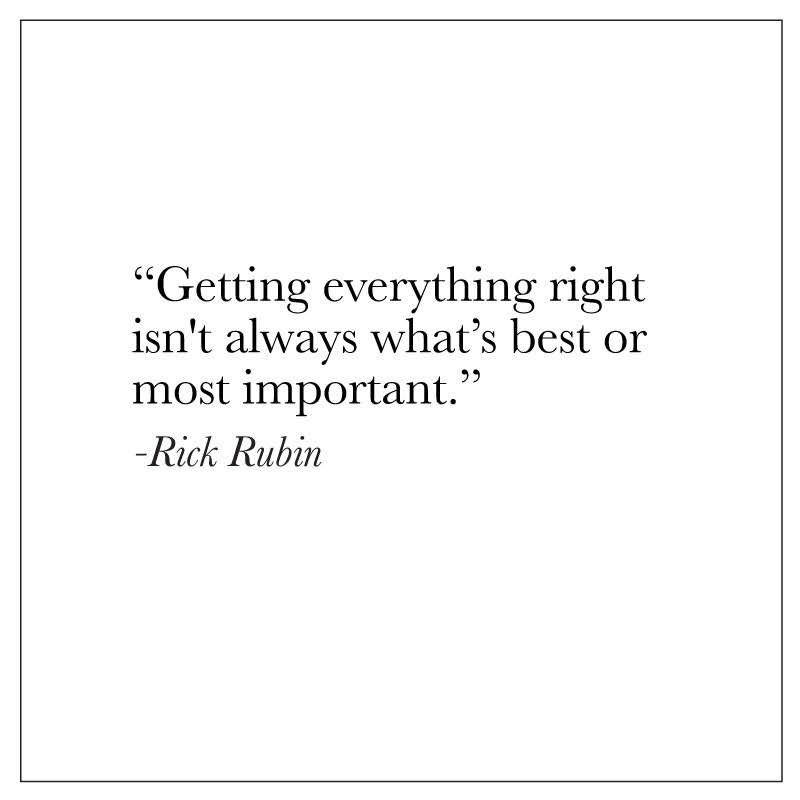 “Getting everything right
isn't always what’s best or
most important.”
-Rick Rubin